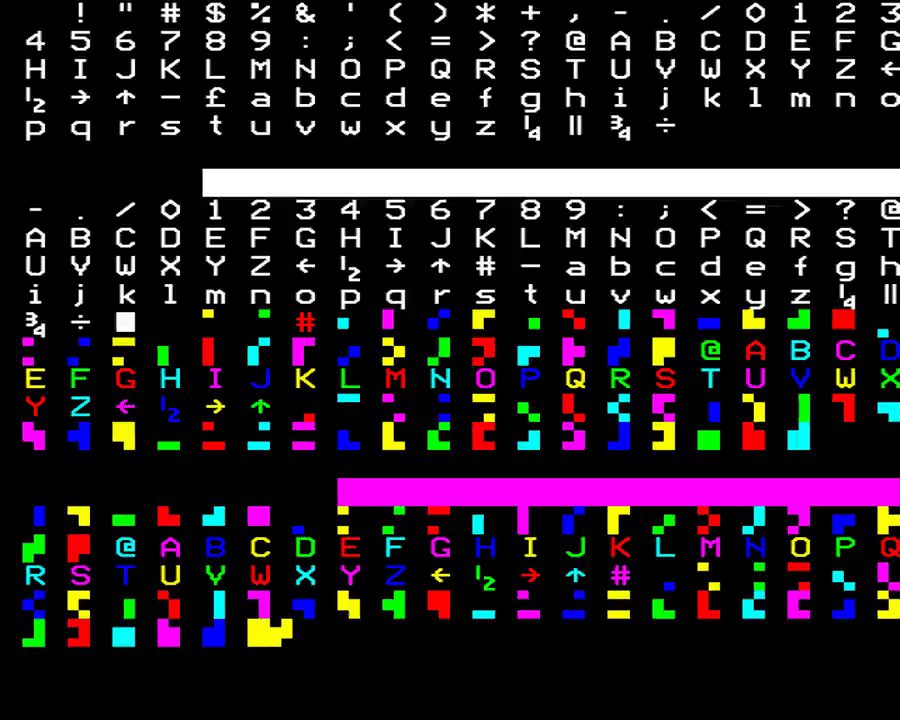 ! " # $ % & ' ( ) * + , - . / 0 1 2 3
4 5 6 7 8 9 : ; < = > ? @ A B C D E F G
H I J K L M N O P Q R S T U V W X Y Z ←
½ → ↑ – £ a b c d e f g h i j k l m n o
p q r s t u v w x y z ¼ ‖ ¾ ÷
- . / 0 1 2 3 4 5 6 7 8 9 : ; < = > ? @
A B C D E F G H I J K L M N O P Q R S T
U V W X Y Z ← ½ → ↑ # – a b c d e f g h
i j k l m n o p q r s t u v w x y z ¼ ‖
¾ ÷ #
@ A B C D
E F G H I J K L M N O P Q R S T U V W X
Y Z ← ½ → ↑
@ A B C D E F G H I J K L M N O P Q
R S T U V W X Y Z ← ½ → ↑ #